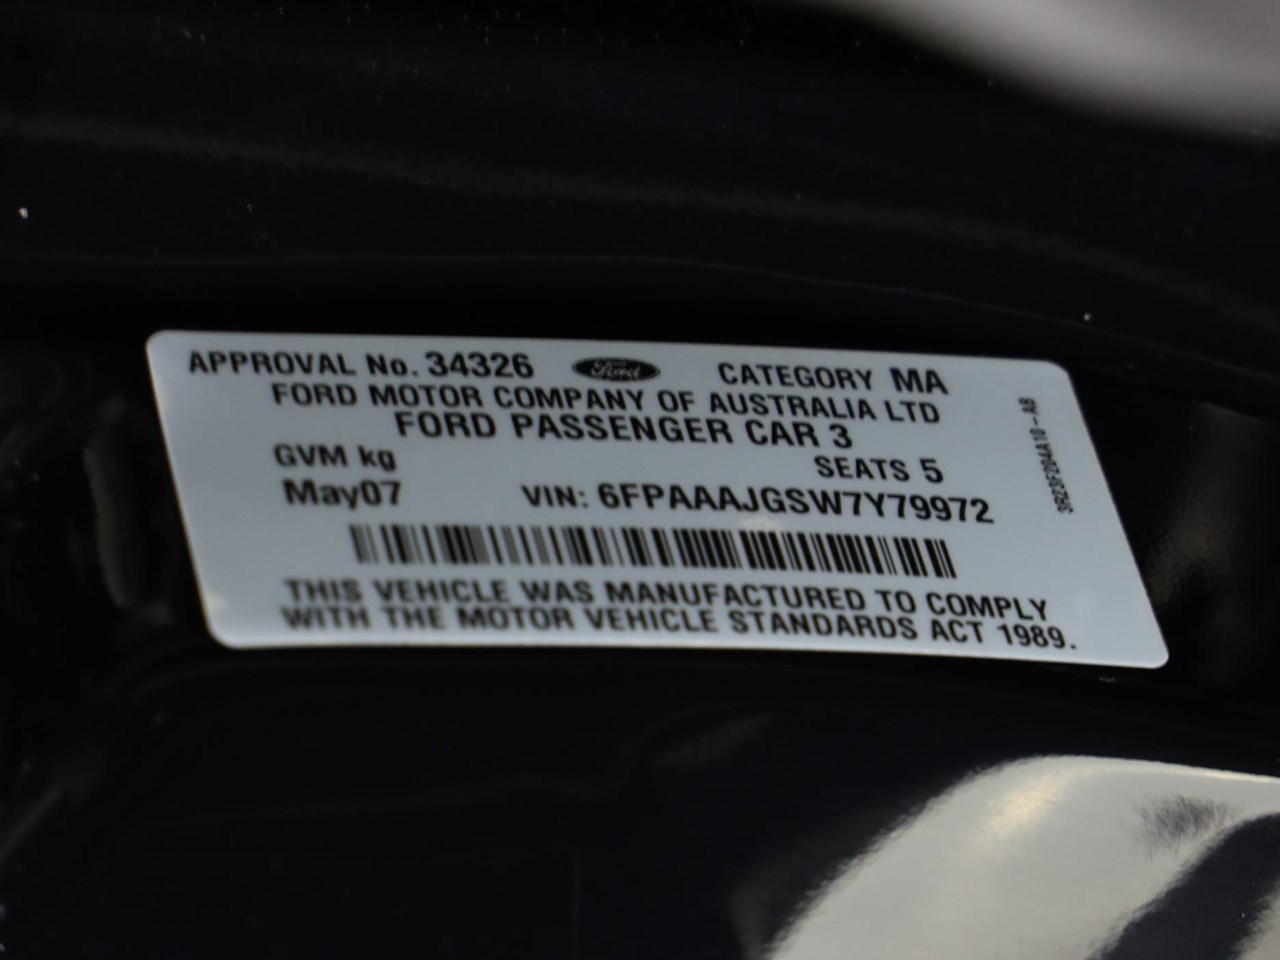 APPROVAL No. 34326 Ford CATEGORY MA
FORD MOTOR COMPANY OF AUSTRALIA LTD
FORD PASSENGER CAR 3
GVM kg SEATS 5
May07 VIN: 6FPAAAJGSW7Y79972
THIS VEHICLE WAS MANUFACTURED TO COMPLY
WITH THE MOTOR VEHICLE STANDARDS ACT 1989.